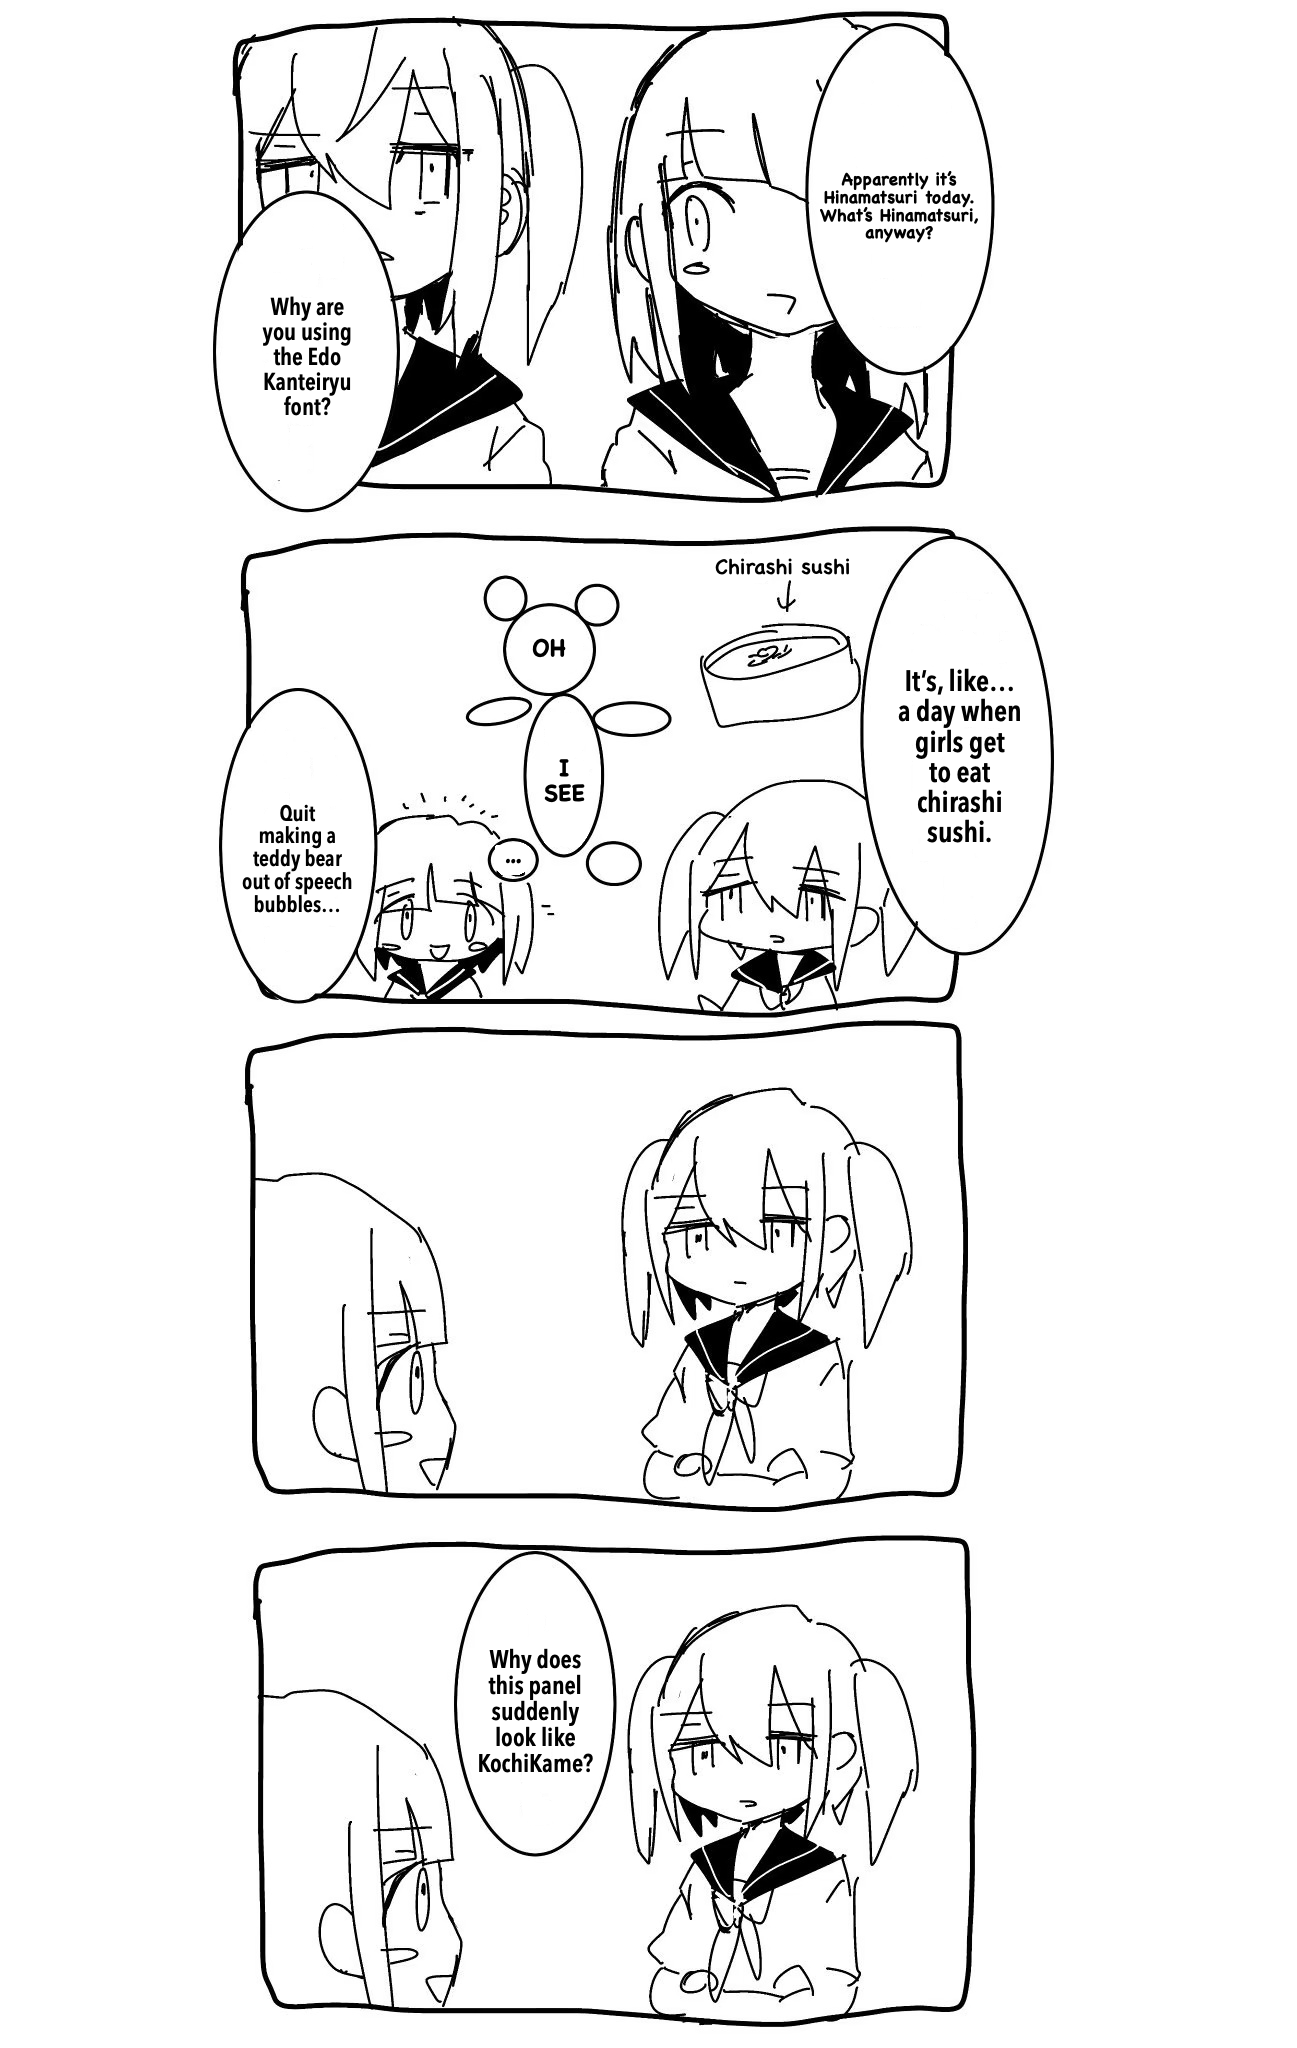 Apparently it's
Hinamatsuri today.
What's Hinamatsuri,
anyway?
Why are
you using
the Edo
Kanteiryu
font?
Chirashi sushi
It's, like...
a day when
girls get
to eat
chirashi
sushi.
OH
I
SEE
...
Quit
making a
teddy bear
out of speech
bubbles...
Why does
this panel
suddenly
look like
KochiKame?